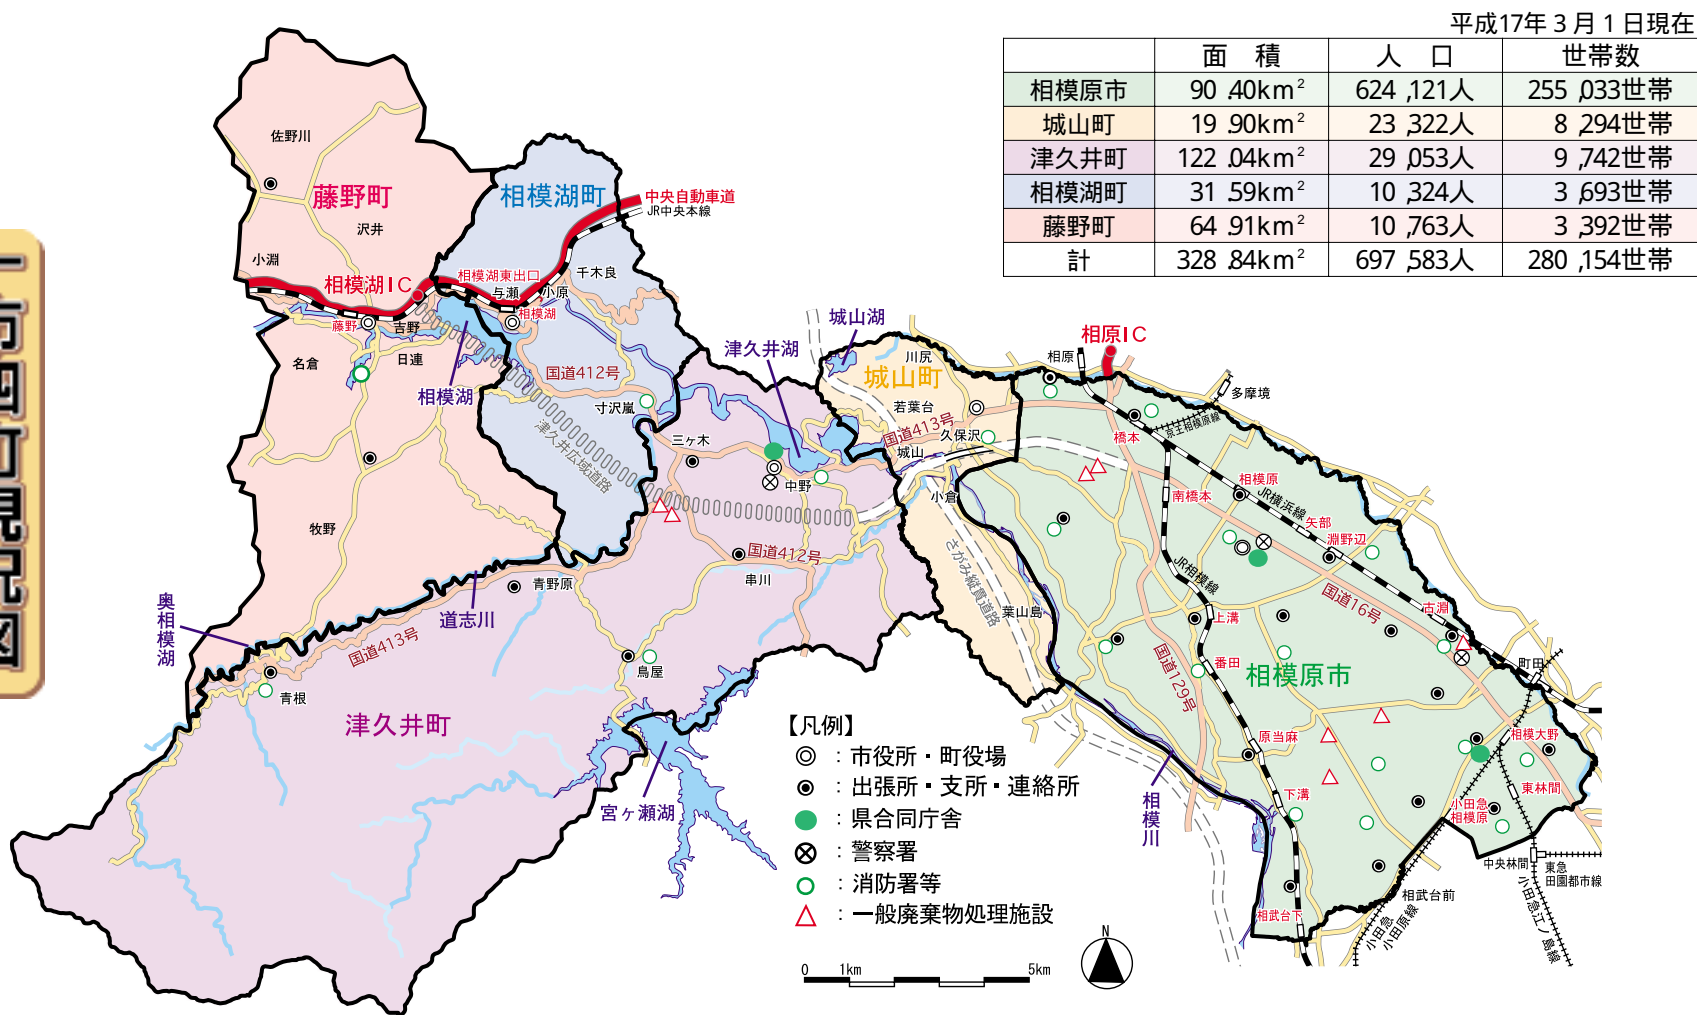 平成17年3月1日現在
面 積 人 口 世帯数
相模原市 90.40km² 624,121人 255,033世帯
城山町 19.90km² 23,322人 8,294世帯
津久井町 122.04km² 29,053人 9,742世帯
相模湖町 31.59km² 10,324人 3,693世帯
藤野町 64.91km² 10,763人 3,392世帯
計 328.84km² 697,583人 280,154世帯
佐野川
藤野町
沢井
小淵
相模湖町
中央自動車道
JR中央本線
相模湖IC
相模湖東出口
千木良
与瀬
小原
相模湖
藤野
吉野
日連
名倉
相模湖
国道412号
寸沢嵐
津久井広域道路
牧野
奥相模湖
道志川
国道413号
青野原
青根
津久井町
津久井湖
三ヶ木
中野
国道412号
串川
鳥屋
宮ヶ瀬湖
城山湖
川尻
城山町
若葉台
国道413号
久保沢
城山
小倉
さがみ縦貫道路
葉山島
相原IC
相原
多摩境
京王相模原線
橋本
南橋本
相模原
JR横浜線
矢部
淵野辺
JR相模線
国道16号
古淵
上溝
番田
国道129号
相模原市
町田
原当麻
相模大野
東林間
下溝
小田急
相模原
相模川
中央林間
東急
田園都市線
相武台前
相武台下
小田急
小田原線
小田急江ノ島線
【凡例】
◎ : 市役所・町役場
: 出張所・支所・連絡所
: 県合同庁舎
: 警察署
: 消防署等
: 一般廃棄物処理施設
0 1km 5km
N